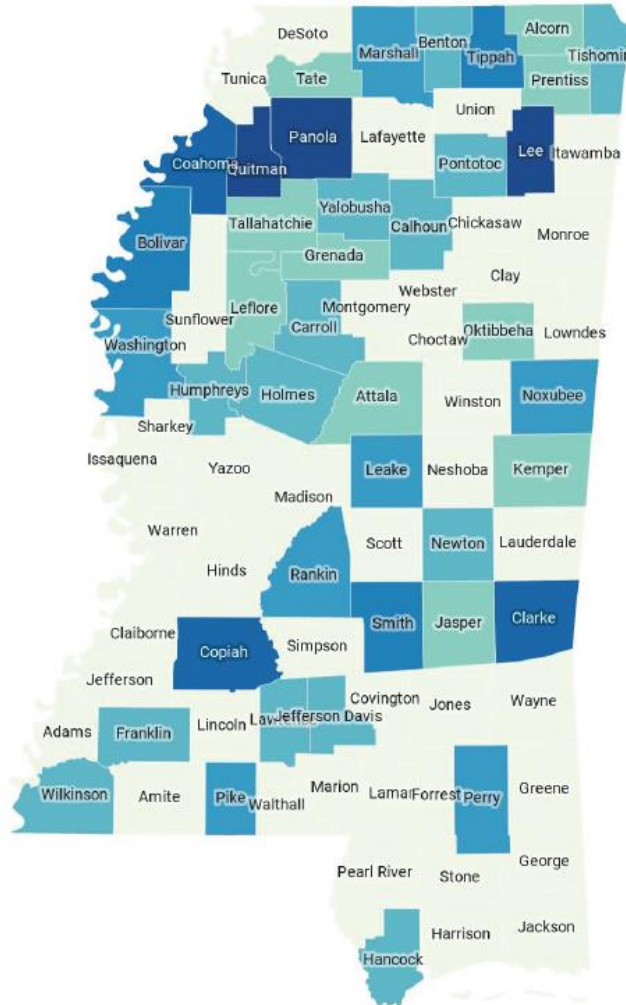 DeSoto
Alcorn
Benton
Marshall
Tippah
Tishomin
Tunica
Tate
Prentiss
Union
Panola
Lafayette
Lee
Itawamba
Coahoma
Quitman
Pontotoc
Yalobusha
Tallahatchie
Calhoun
Chickasaw
Monroe
Bolivar
Grenada
Clay
Webster
Leflore
Montgomery
Sunflower
Carroll
Choctaw
Oktibbeha
Lowndes
Washington
Humphreys
Holmes
Attala
Winston
Noxubee
Sharkey
Issaquena
Yazoo
Leake
Neshoba
Kemper
Madison
Warren
Scott
Newton
Lauderdale
Hinds
Rankin
Claiborne
Copiah
Simpson
Smith
Jasper
Clarke
Jefferson
Covington
Jones
Wayne
Adams
Franklin
Lincoln
Jefferson Davis
Wilkinson
Amite
Pike
Walthall
Marion
Lamar
Forrest
Perry
Greene
Pearl River
Stone
George
Hancock
Harrison
Jackson